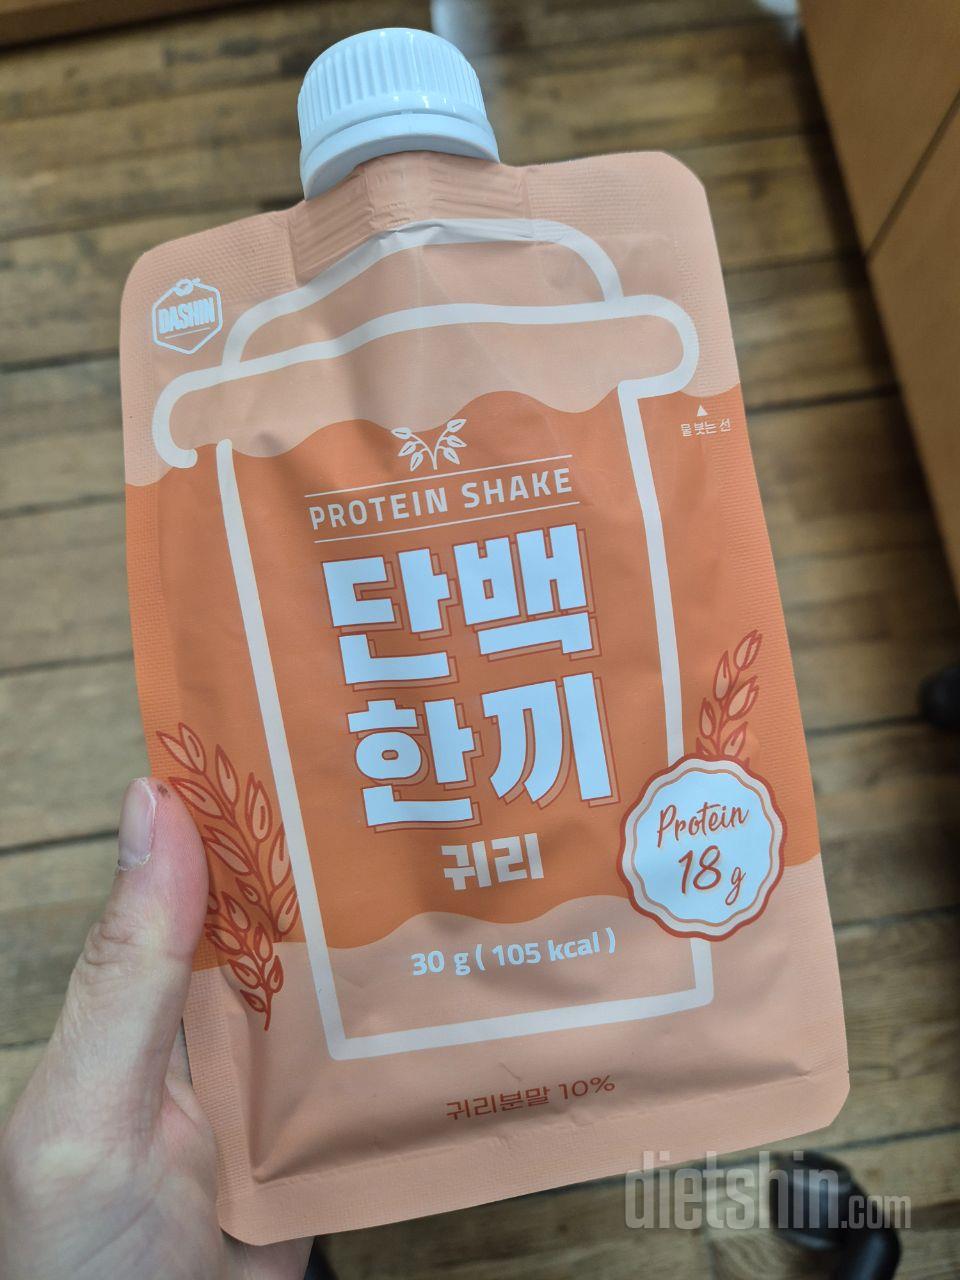 DASHIN
물 붓는 선
PROTEIN SHAKE
단백
한끼
귀리
Protein
18 g
30 g ( 105 kcal )
귀리분말 10%
dietshin.com